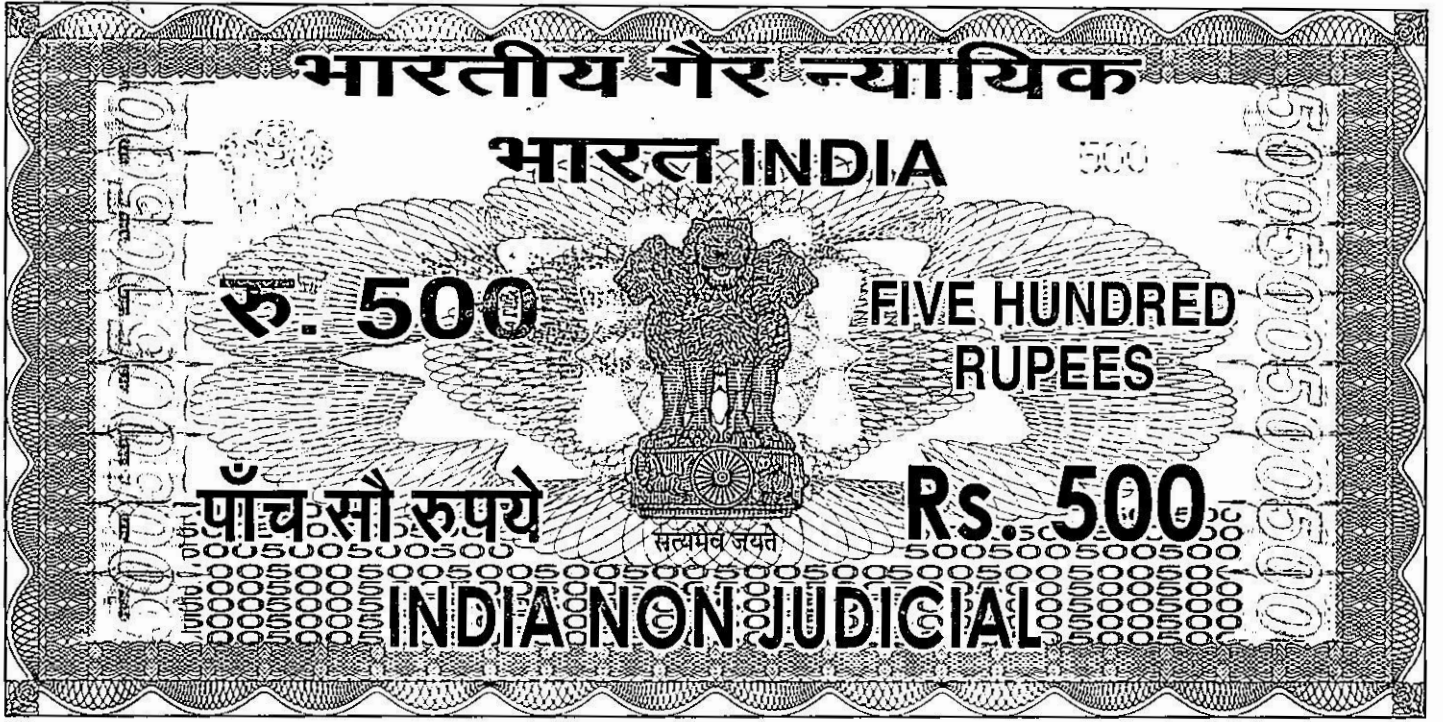 भारतीय गैर न्यायिक
भारत INDIA
500
रु. 500
FIVE HUNDRED
RUPEES
पाँच सौ रुपये
Rs. 500
सत्यमेव जयते
INDIA NON JUDICIAL